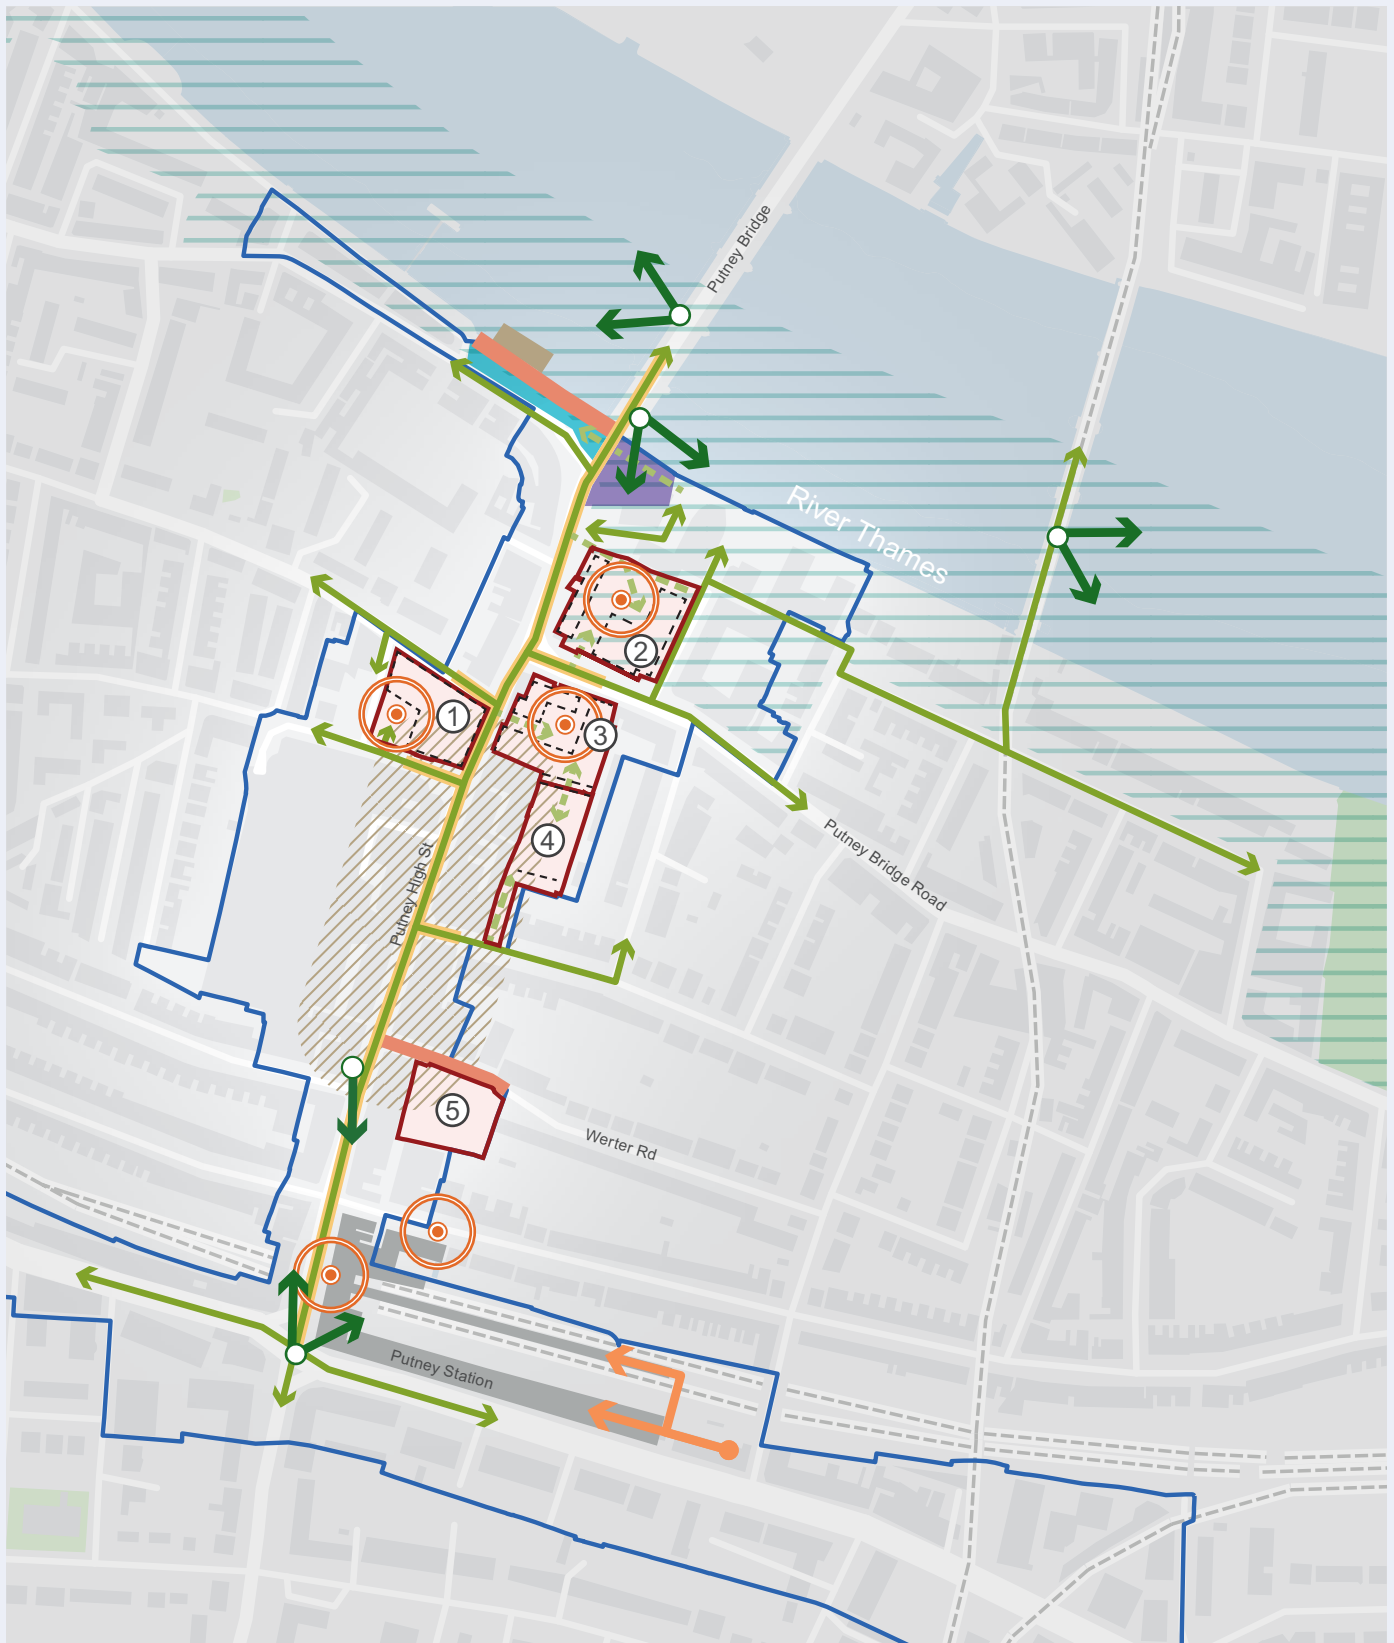 Putney Bridge
River Thames
2
1
3
4
Putney Bridge Road
Putney High St
5
Werter Rd
Putney Station